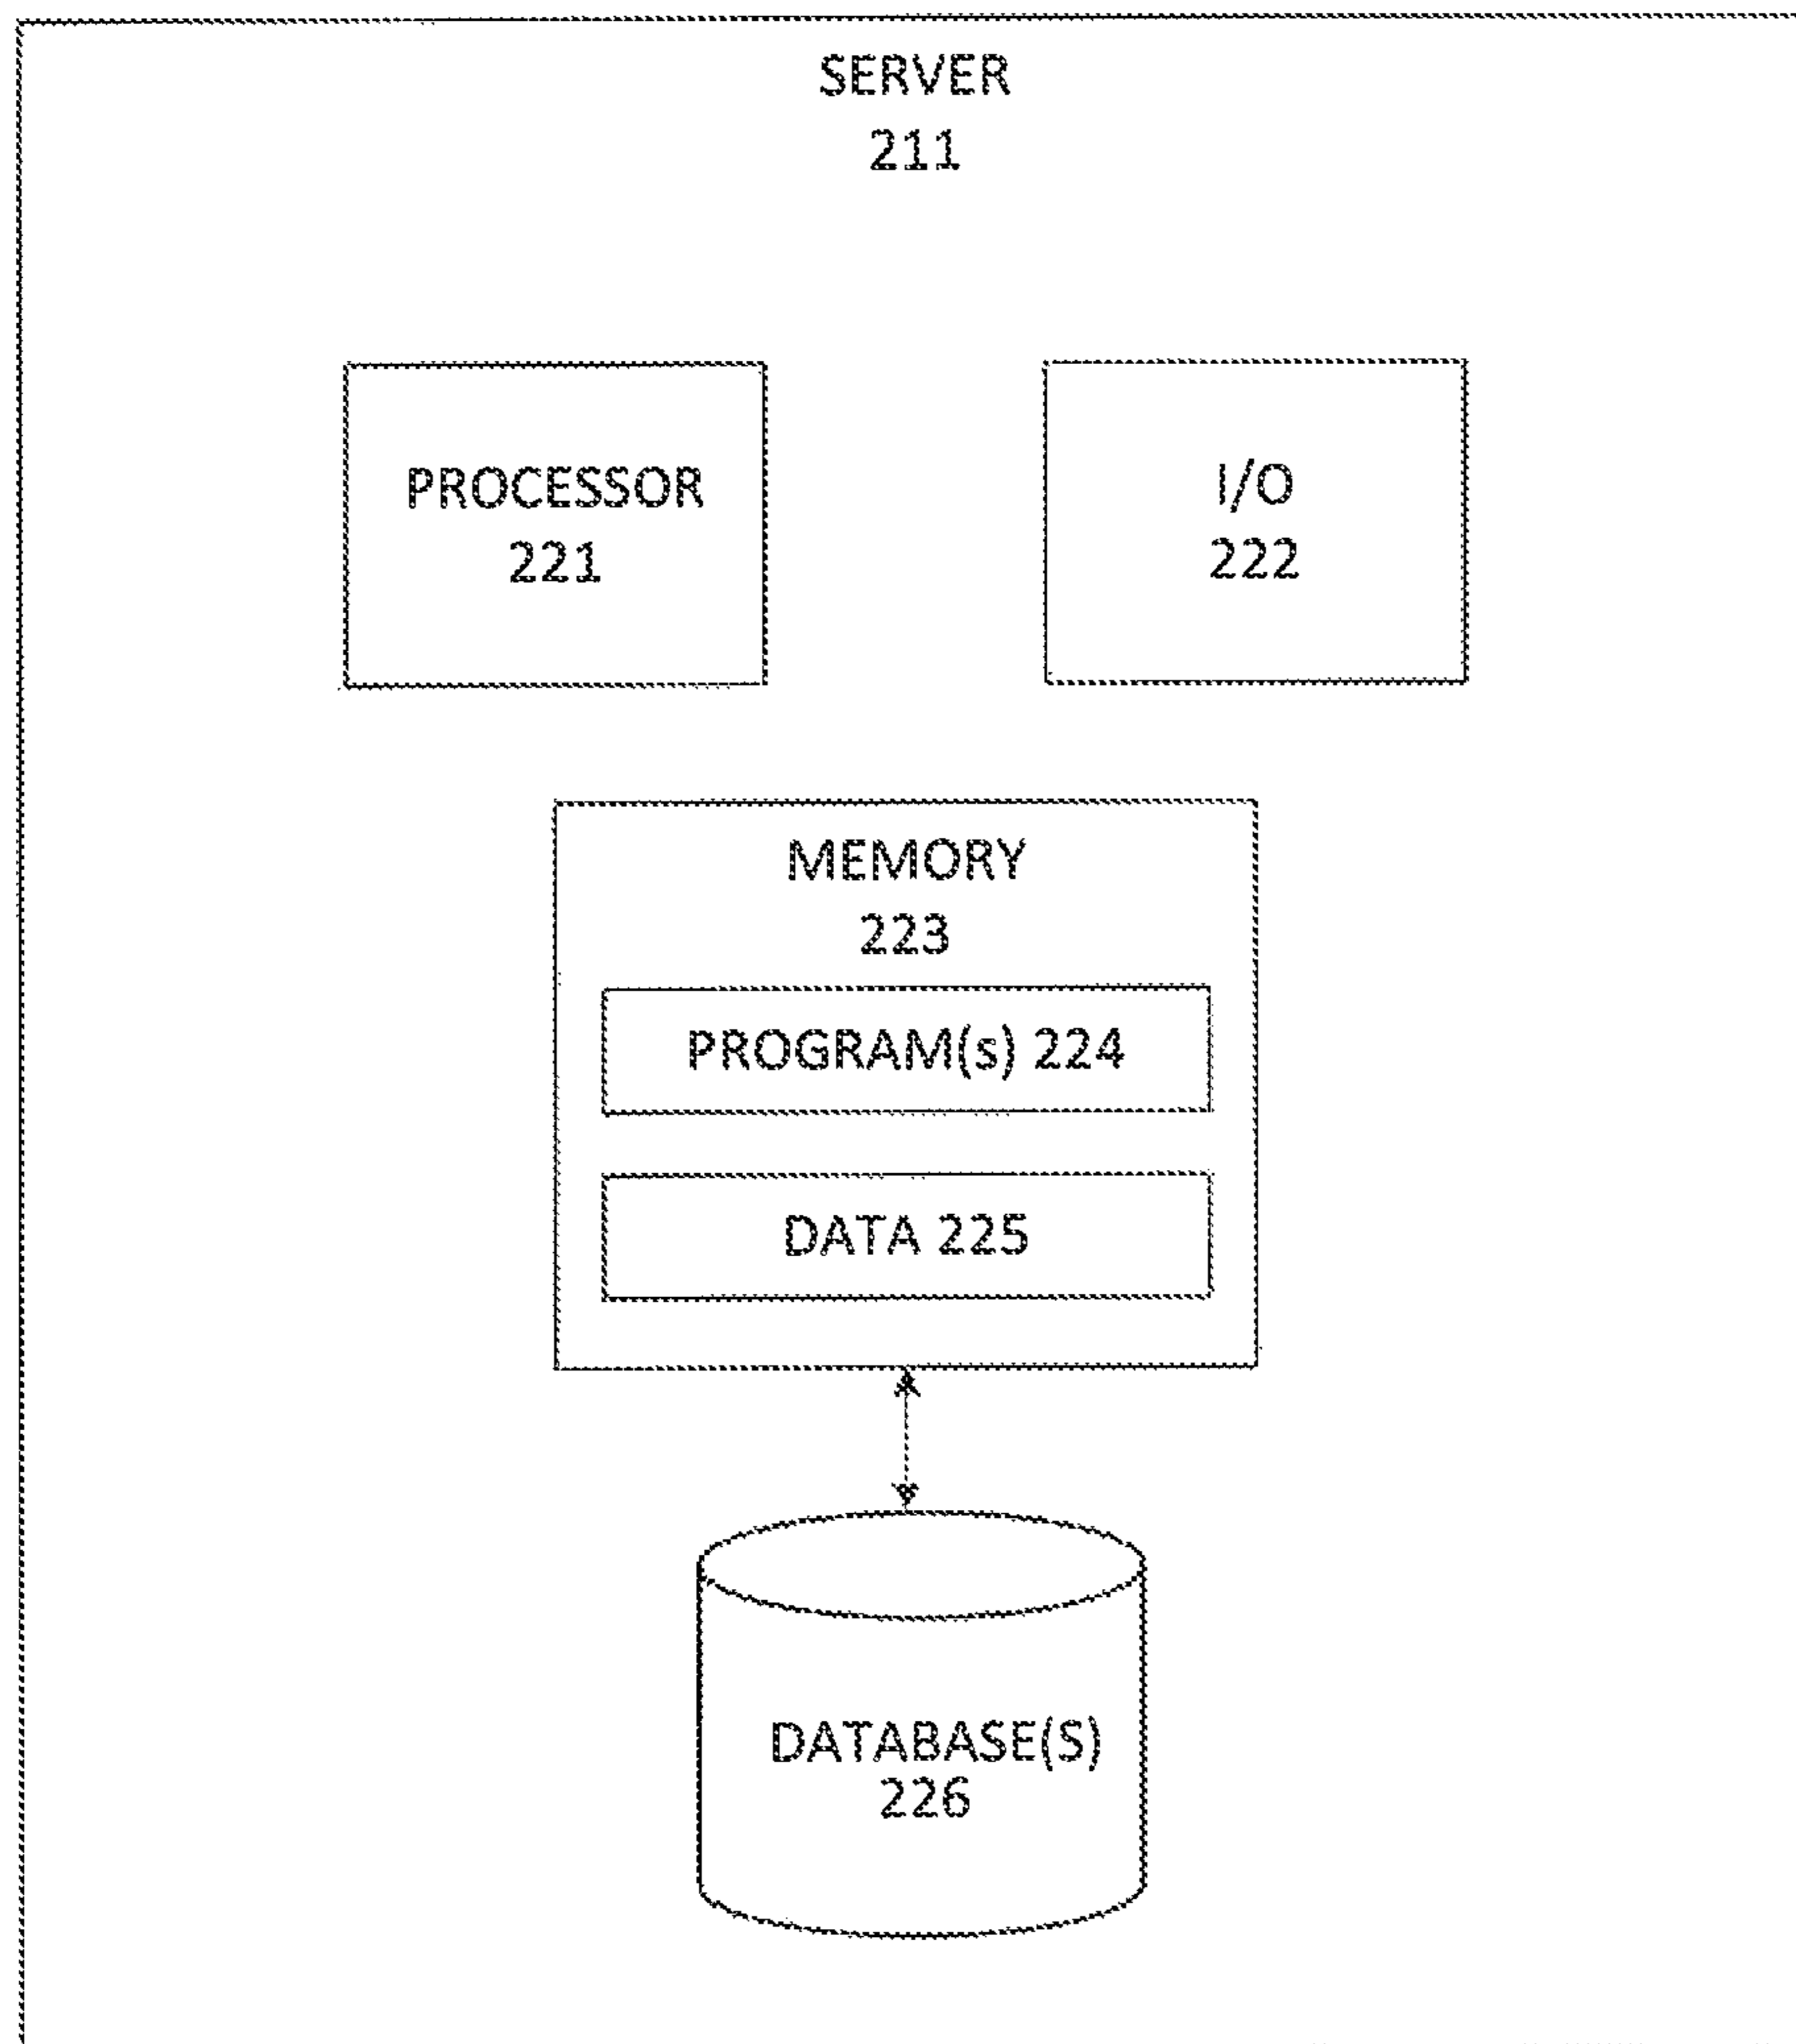 SERVER
211
PROCESSOR
221
I/O
222
MEMORY
223
PROGRAM(s) 224
DATA 225
DATABASE(S)
226